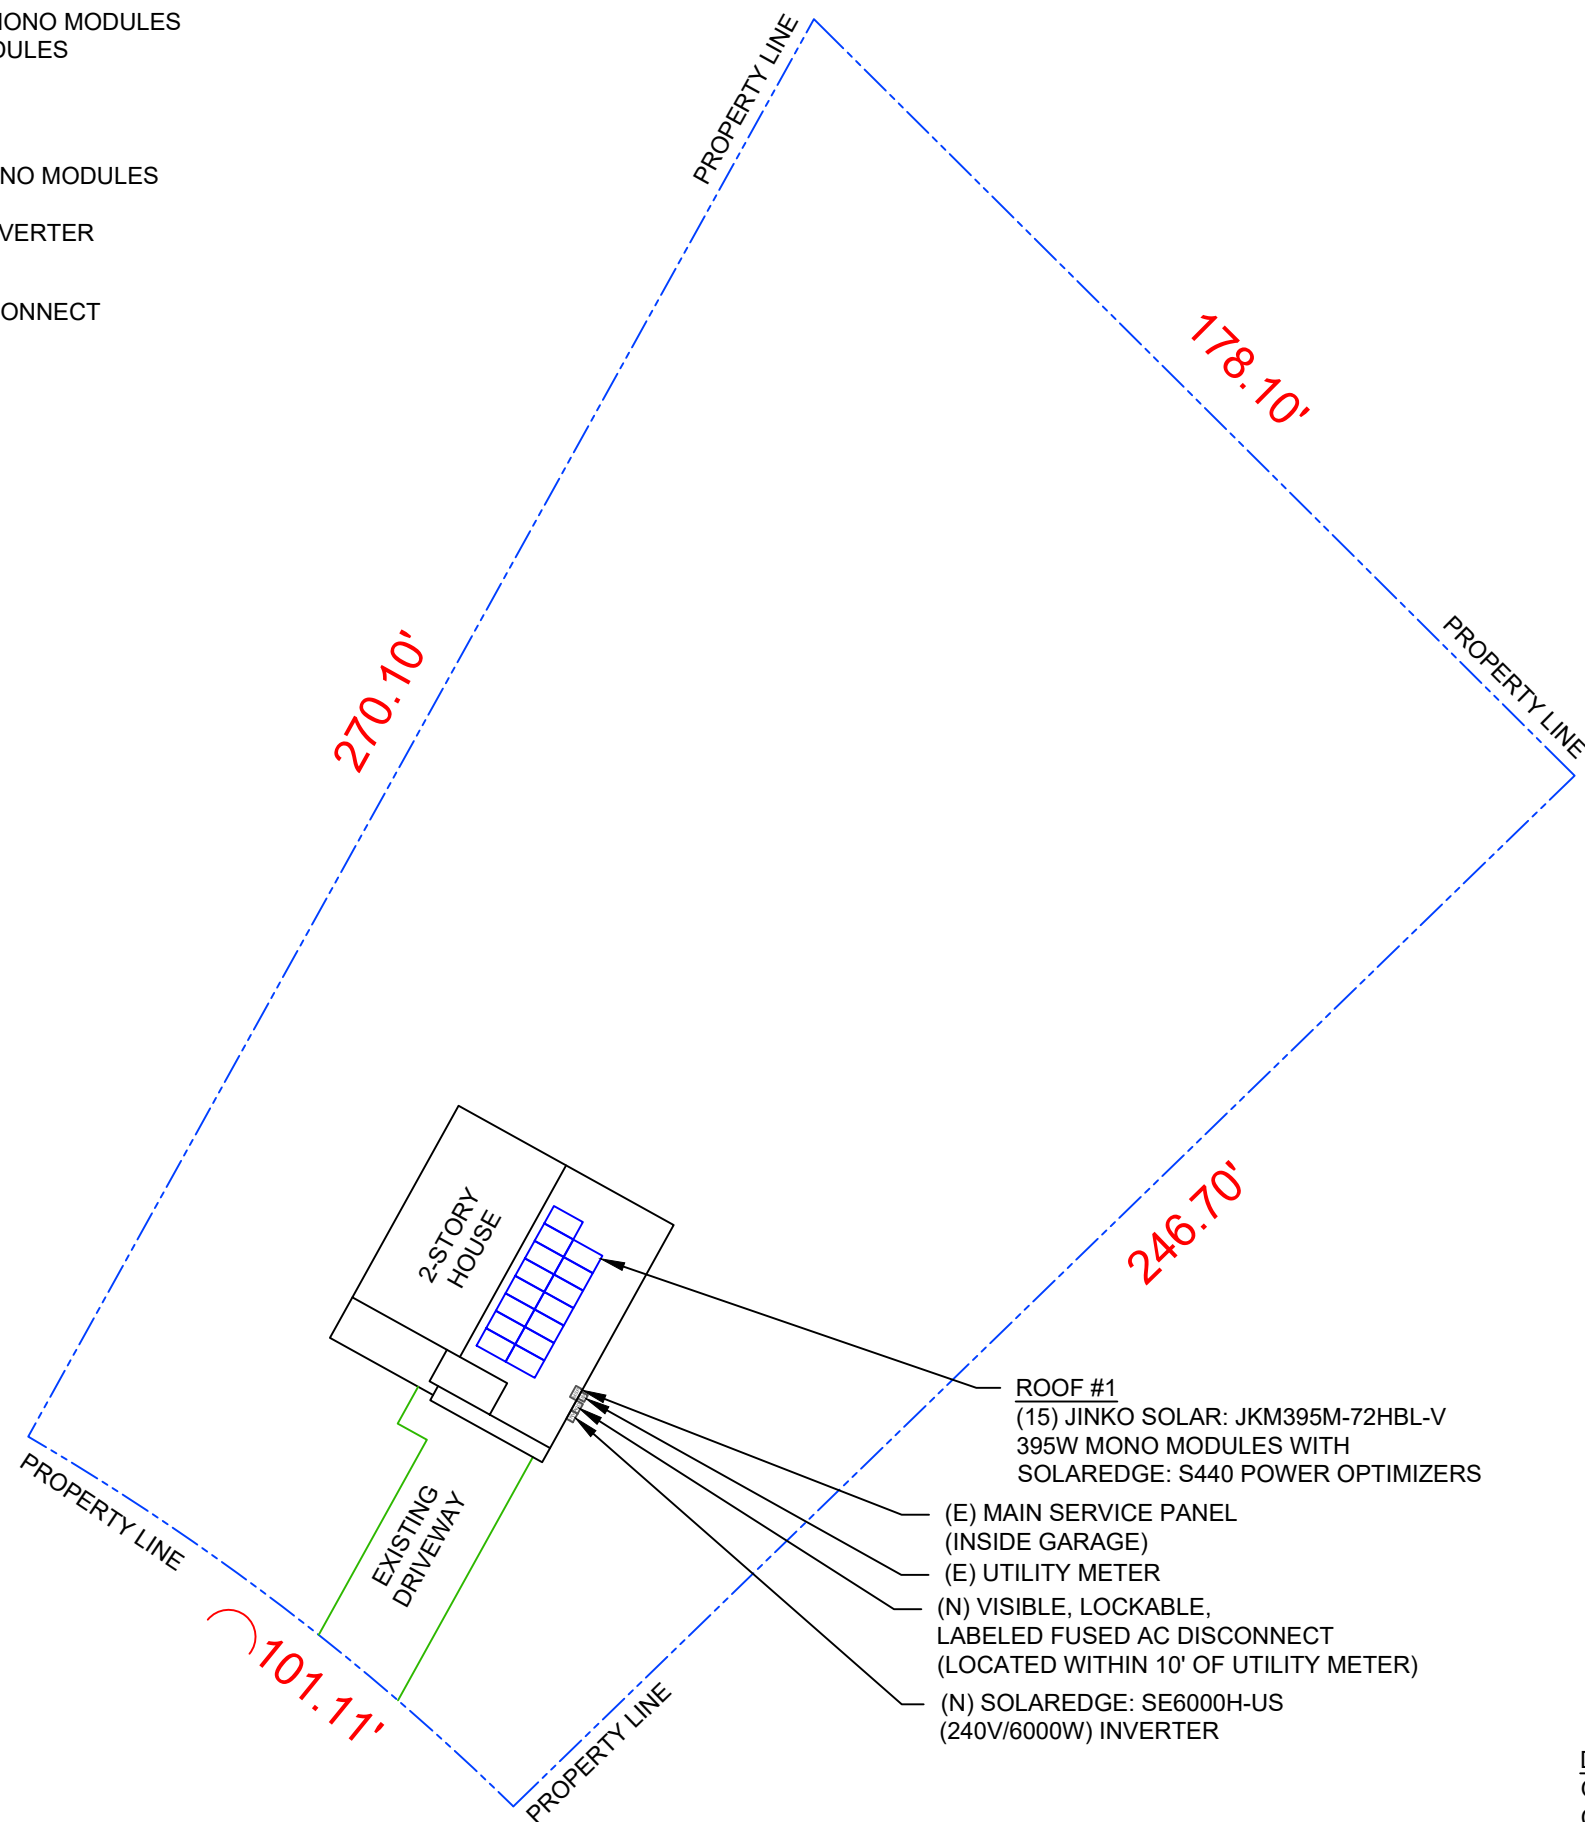 MONO MODULES
DULES
NO MODULES
VERTER
ONNECT
PROPERTY LINE
178.10'
PROPERTY LINE
270.10'
246.70'
2-STORY
HOUSE
ROOF #1
(15) JINKO SOLAR: JKM395M-72HBL-V
395W MONO MODULES WITH
SOLAREDGE: S440 POWER OPTIMIZERS
(E) MAIN SERVICE PANEL
(INSIDE GARAGE)
(E) UTILITY METER
(N) VISIBLE, LOCKABLE,
LABELED FUSED AC DISCONNECT
(LOCATED WITHIN 10' OF UTILITY METER)
(N) SOLAREDGE: SE6000H-US
(240V/6000W) INVERTER
PROPERTY LINE
EXISTING
DRIVEWAY
101.11'
PROPERTY LINE